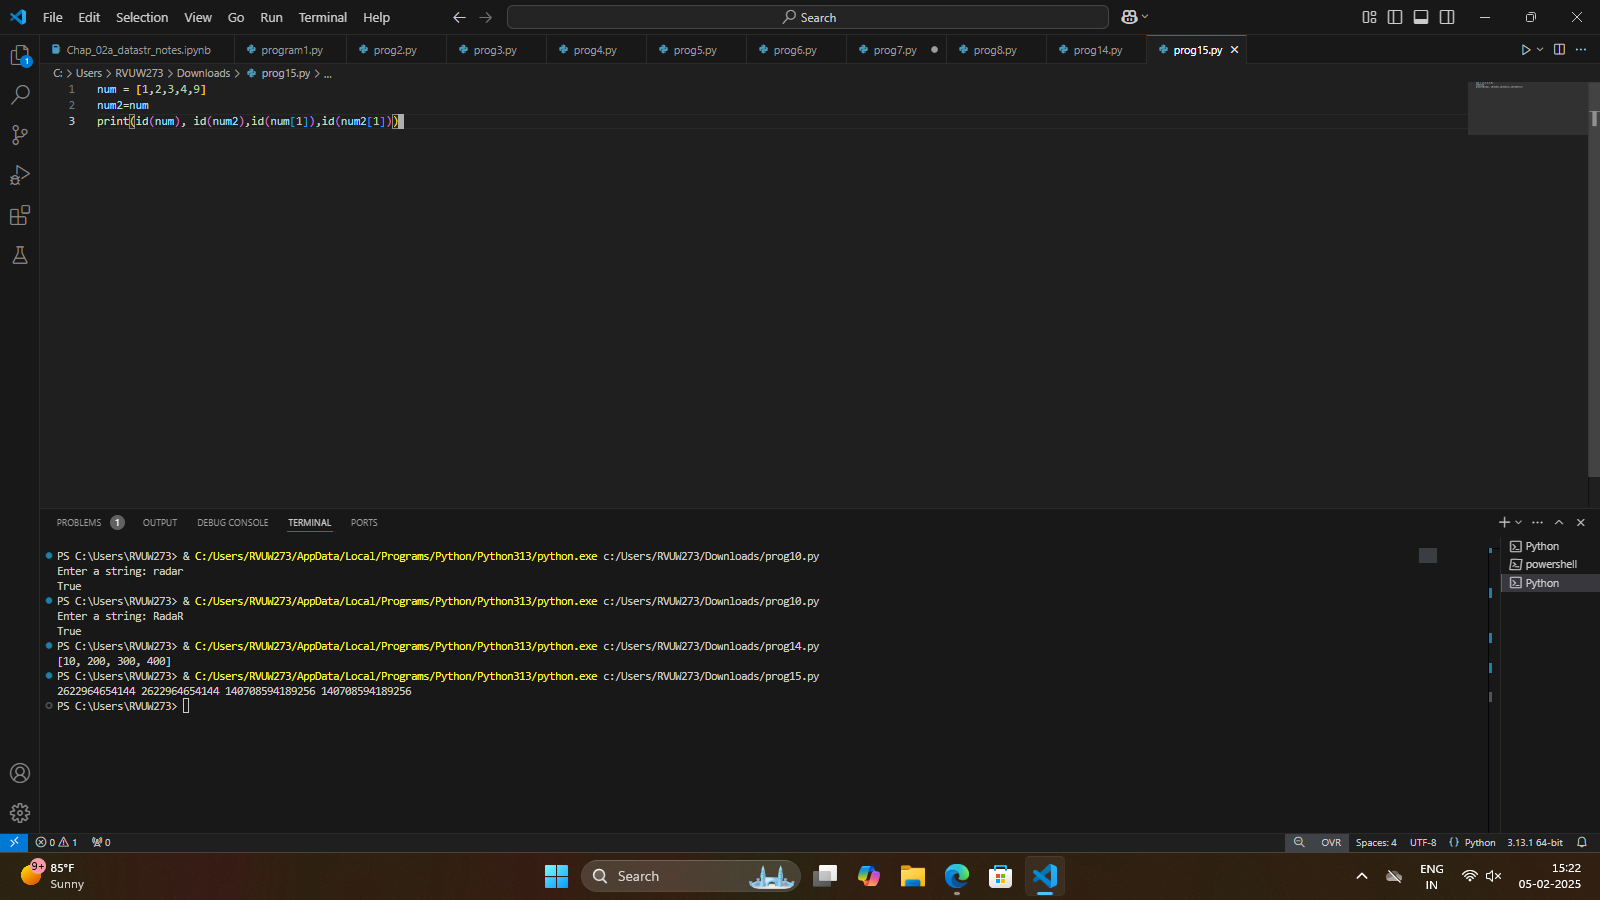 File Edit Selection View Go Run Terminal Help Search
Chap_02a_datastr_notes.ipynb program1.py prog2.py prog3.py prog4.py prog5.py prog6.py prog7.py prog8.py prog14.py prog15.py
C: > Users > RVUW273 > Downloads > prog15.py > ...
1 num = [1,2,3,4,9]
2 num2=num
3 print(id(num), id(num2),id(num[1]),id(num2[1]))
PROBLEMS 1 OUTPUT DEBUG CONSOLE TERMINAL PORTS
PS C:\Users\RVUW273> & C:/Users/RVUW273/AppData/Local/Programs/Python/Python313/python.exe c:/Users/RVUW273/Downloads/prog10.py
Enter a string: radar
True
PS C:\Users\RVUW273> & C:/Users/RVUW273/AppData/Local/Programs/Python/Python313/python.exe c:/Users/RVUW273/Downloads/prog10.py
Enter a string: RadaR
True
PS C:\Users\RVUW273> & C:/Users/RVUW273/AppData/Local/Programs/Python/Python313/python.exe c:/Users/RVUW273/Downloads/prog14.py
[10, 200, 300, 400]
PS C:\Users\RVUW273> & C:/Users/RVUW273/AppData/Local/Programs/Python/Python313/python.exe c:/Users/RVUW273/Downloads/prog15.py
2622964654144 2622964654144 140708594189256 140708594189256
PS C:\Users\RVUW273>
Python
powershell
Python
1
0 1 0 OVR Spaces: 4 UTF-8 {} Python 3.13.1 64-bit
9+ 85°F
Sunny
Search
ENG
IN
15:22
05-02-2025